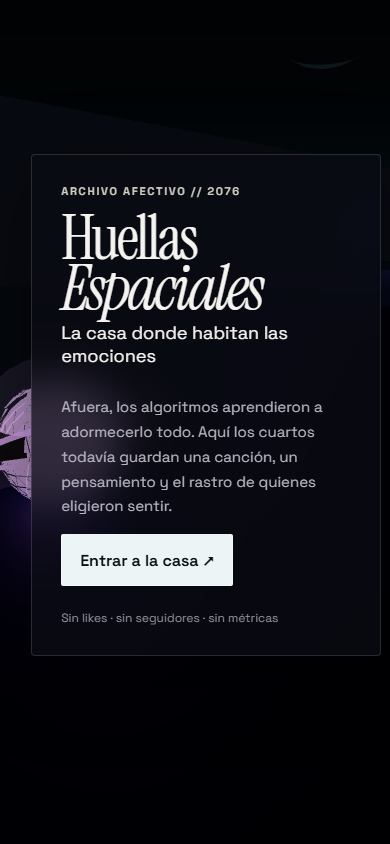 ARCHIVO AFECTIVO // 2076
Huellas
Espaciales
La casa donde habitan las
emociones
Afuera, los algoritmos aprendieron a
adormecerlo todo. Aquí los cuartos
todavía guardan una canción, un
pensamiento y el rastro de quienes
eligieron sentir.
Entrar a la casa ↗
Sin likes · sin seguidores · sin métricas